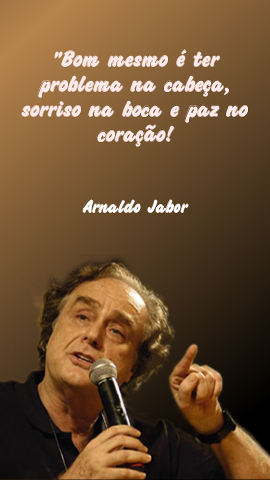 "Bom mesmo é ter
problema na cabeça,
sorriso na boca e paz no
coração!
Arnaldo Jabor